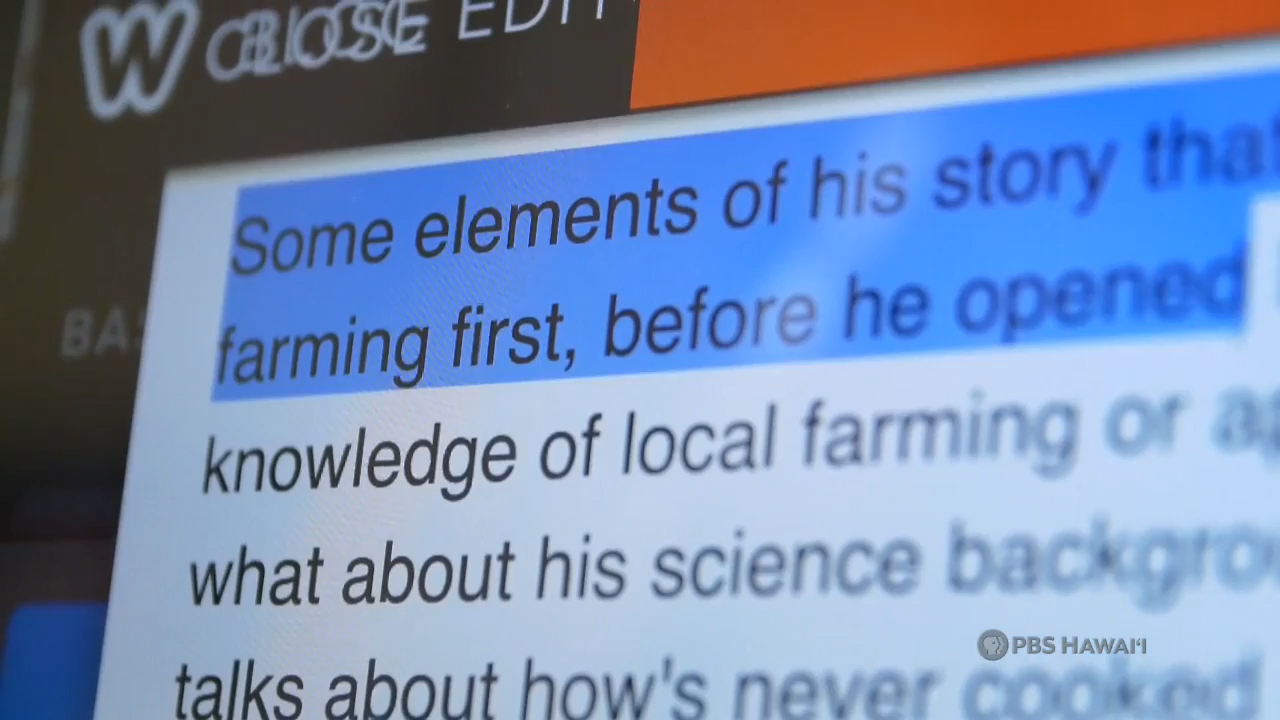 W CLOSE EDIT
BA
Some elements of his story that
farming first, before he opened
knowledge of local farming or
what about his science
talks about how's never cooked
PBS HAWAIʻI